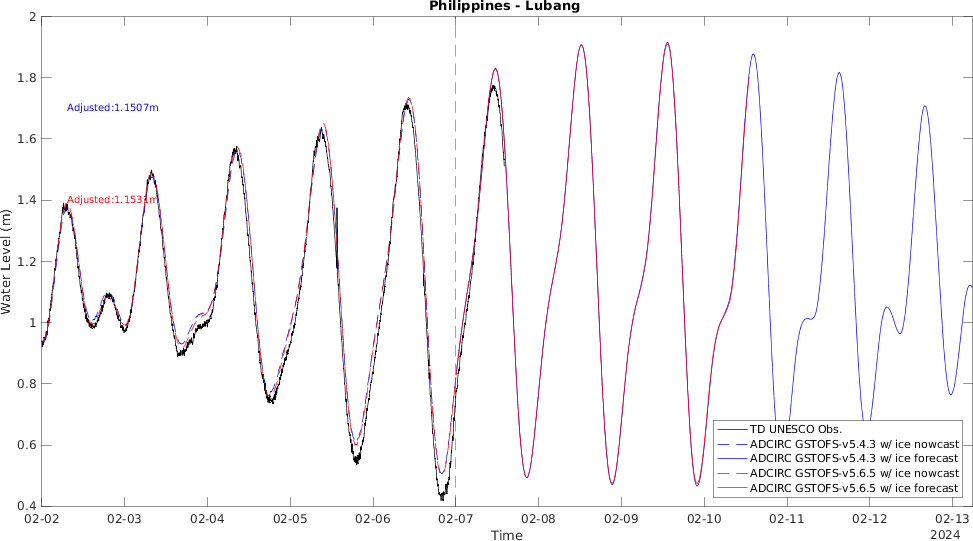 Philippines - Lubang
2
1.8
1.6
1.4
1.2
1
0.8
0.6
0.4
Water Level (m)
Adjusted:1.1507m
Adjusted:1.1531m
TD UNESCO Obs.
ADCIRC GSTOFS-v5.4.3 w/ ice nowcast
ADCIRC GSTOFS-v5.4.3 w/ ice forecast
ADCIRC GSTOFS-v5.6.5 w/ ice nowcast
ADCIRC GSTOFS-v5.6.5 w/ ice forecast
02-02 02-03 02-04 02-05 02-06 02-07 02-08 02-09 02-10 02-11 02-12 02-13
Time
2024